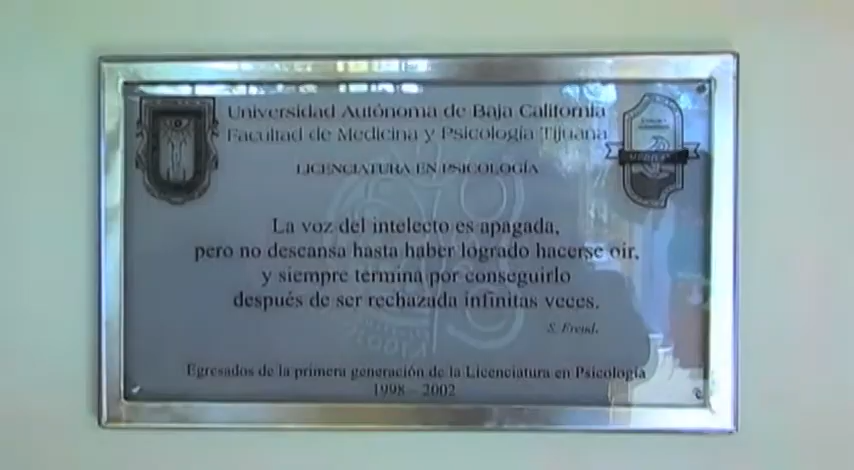 Universidad Autónoma de Baja California
Facultad de Medicina y Psicología Tijuana
LICENCIATURA EN PSICOLOGÍA
La voz del intelecto es apagada,
pero no descansa hasta haber logrado hacerse oir,
y siempre termina por conseguirlo
después de ser rechazada infinitas veces.
S. Freud.
Egresados de la primera generación de la Licenciatura en Psicología
1998 - 2002